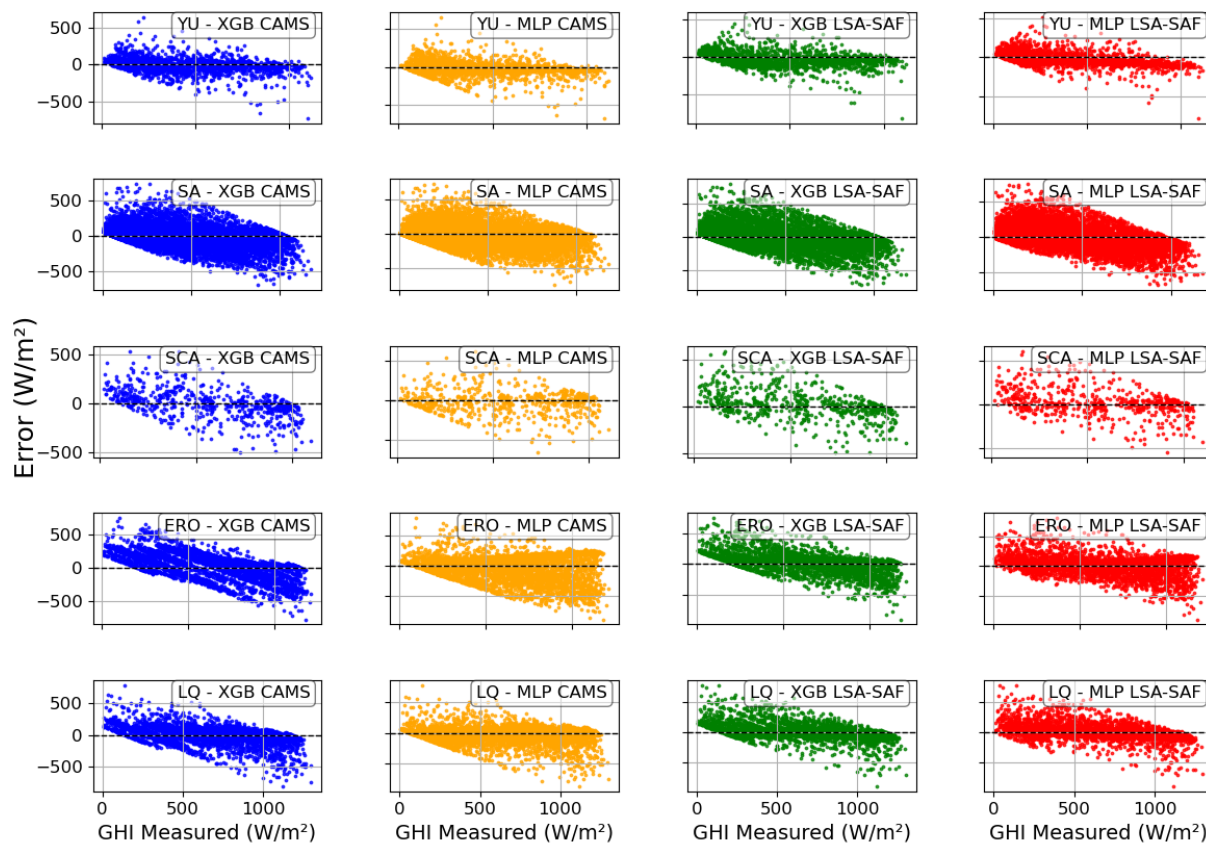 YU - XGB CAMS
YU - MLP CAMS
YU - XGB LSA-SAF
YU - MLP LSA-SAF
500
0
−500
SA - XGB CAMS
SA - MLP CAMS
SA - XGB LSA-SAF
SA - MLP LSA-SAF
500
0
−500
SCA - XGB CAMS
SCA - MLP CAMS
SCA - XGB LSA-SAF
SCA - MLP LSA-SAF
500
0
−500
Error (W/m²)
ERO - XGB CAMS
ERO - MLP CAMS
ERO - XGB LSA-SAF
ERO - MLP LSA-SAF
500
0
−500
LQ - XGB CAMS
LQ - MLP CAMS
LQ - XGB LSA-SAF
LQ - MLP LSA-SAF
500
0
−500
0 500 1000
0 500 1000
0 500 1000
0 500 1000
GHI Measured (W/m²)
GHI Measured (W/m²)
GHI Measured (W/m²)
GHI Measured (W/m²)